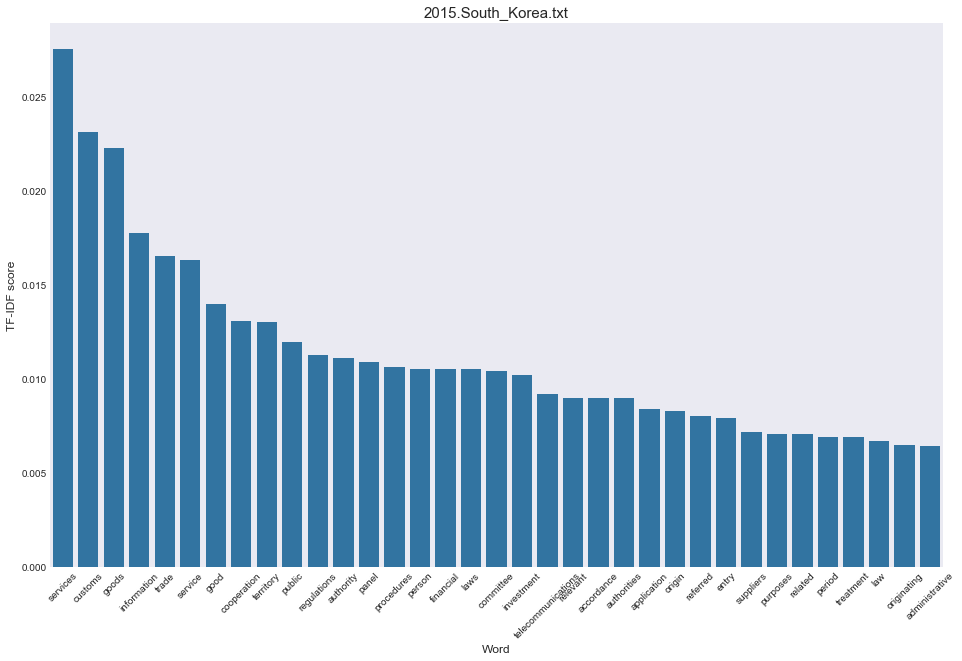 2015.South_Korea.txt
TF-IDF score
0.025
0.020
0.015
0.010
0.005
0.000
services
customs
goods
information
trade
service
good
cooperation
territory
public
regulations
authority
panel
procedures
person
financial
laws
committee
investment
telecommunications
relevant
accordance
authorities
application
origin
referred
entry
suppliers
purposes
related
period
treatment
law
originating
administrative
Word